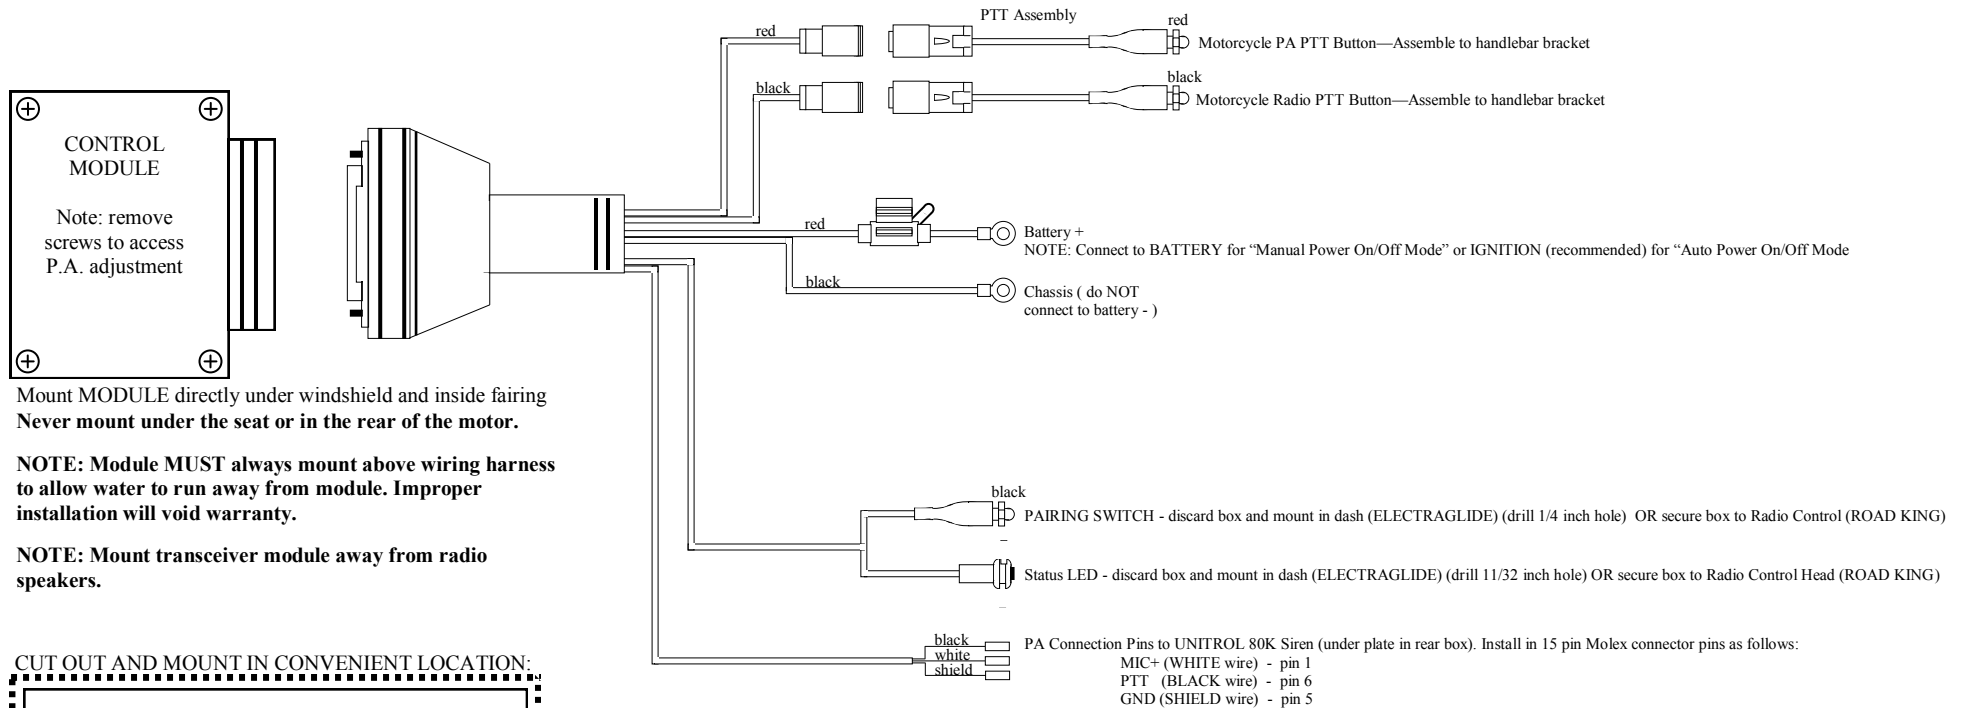 PTT Assembly
red
red
Motorcycle PA PTT Button—Assemble to handlebar bracket
black
black
Motorcycle Radio PTT Button—Assemble to handlebar bracket
CONTROL
MODULE
Note: remove
screws to access
P.A. adjustment
red
Battery +
NOTE: Connect to BATTERY for “Manual Power On/Off Mode” or IGNITION (recommended) for “Auto Power On/Off Mode
black
Chassis ( do NOT
connect to battery - )
Mount MODULE directly under windshield and inside fairing
Never mount under the seat or in the rear of the motor.
NOTE: Module MUST always mount above wiring harness
to allow water to run away from module. Improper
installation will void warranty.
NOTE: Mount transceiver module away from radio
speakers.
black
PAIRING SWITCH - discard box and mount in dash (ELECTRAGLIDE) (drill 1/4 inch hole) OR secure box to Radio Control (ROAD KING)
Status LED - discard box and mount in dash (ELECTRAGLIDE) (drill 11/32 inch hole) OR secure box to Radio Control Head (ROAD KING)
black
white
shield
PA Connection Pins to UNITROL 80K Siren (under plate in rear box). Install in 15 pin Molex connector pins as follows:
MIC+ (WHITE wire) - pin 1
PTT (BLACK wire) - pin 6
GND (SHIELD wire) - pin 5
CUT OUT AND MOUNT IN CONVENIENT LOCATION: